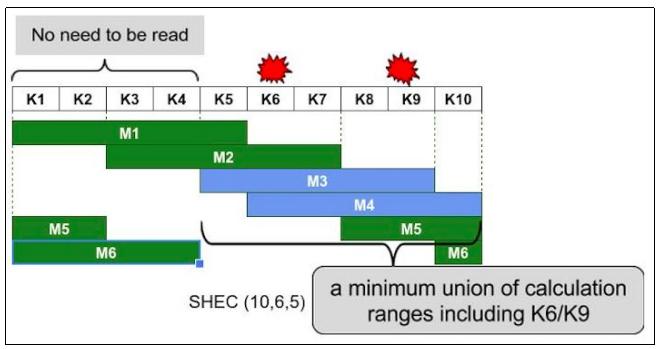 No need to be read
K1 K2 K3 K4 K5 K6 K7 K8 K9 K10
M1
M2
M3
M4
M5 M5
M6 M6
SHEC (10,6,5)
a minimum union of calculation
ranges including K6/K9